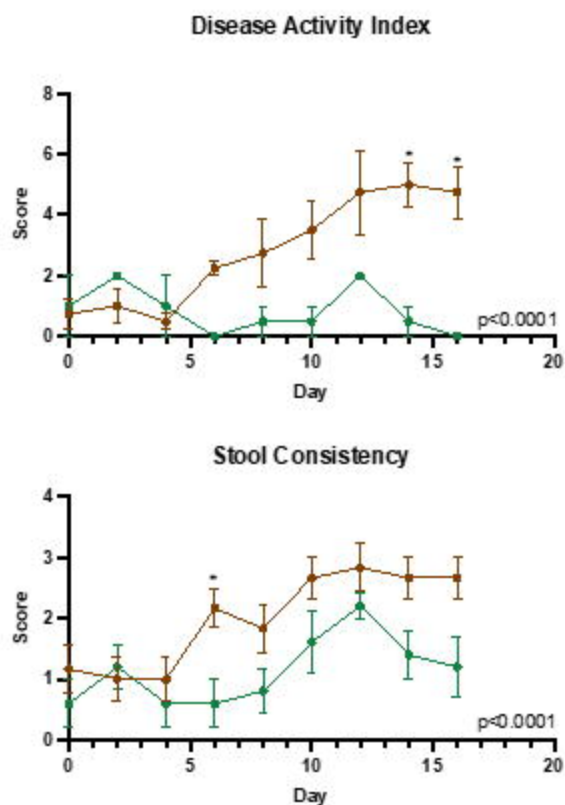 Disease Activity Index
8
6
4
2
0
Score
* *
p<0.0001
0 5 10 15 20
Day
Stool Consistency
4
3
2
1
0
Score
*
p<0.0001
0 5 10 15 20
Day